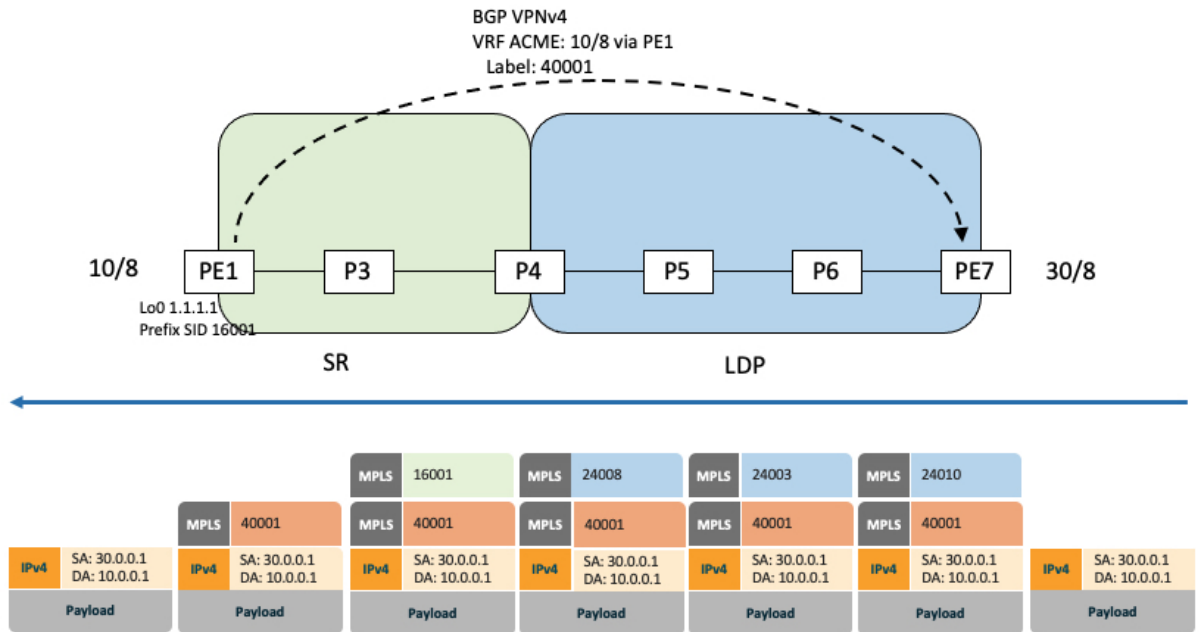 BGP VPNv4
VRF ACME: 10/8 via PE1
Label: 40001
10/8
PE1
P3
P4
P5
P6
PE7
30/8
Lo0 1.1.1.1
Prefix SID 16001
SR
LDP
MPLS 16001
MPLS 24008
MPLS 24003
MPLS 24010
MPLS 40001
MPLS 40001
MPLS 40001
MPLS 40001
MPLS 40001
IPv4 SA: 30.0.0.1
DA: 10.0.0.1
IPv4 SA: 30.0.0.1
DA: 10.0.0.1
IPv4 SA: 30.0.0.1
DA: 10.0.0.1
IPv4 SA: 30.0.0.1
DA: 10.0.0.1
IPv4 SA: 30.0.0.1
DA: 10.0.0.1
IPv4 SA: 30.0.0.1
DA: 10.0.0.1
IPv4 SA: 30.0.0.1
DA: 10.0.0.1
Payload
Payload
Payload
Payload
Payload
Payload
Payload